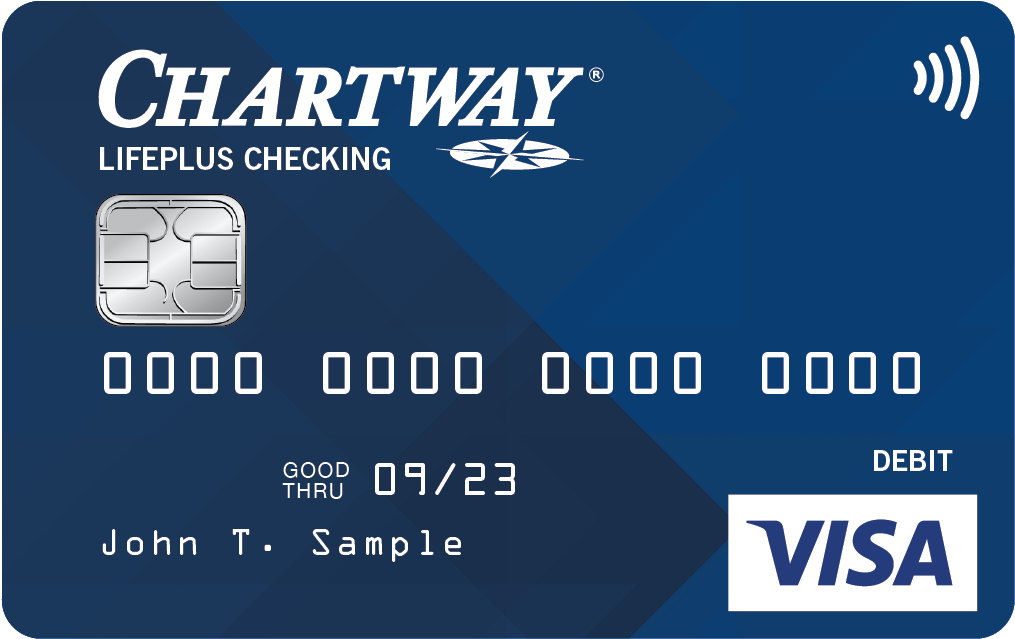 CHARTWAY®
LIFEPLUS CHECKING
0000 0000 0000 0000
GOOD THRU 09/23
John T. Sample
DEBIT
VISA